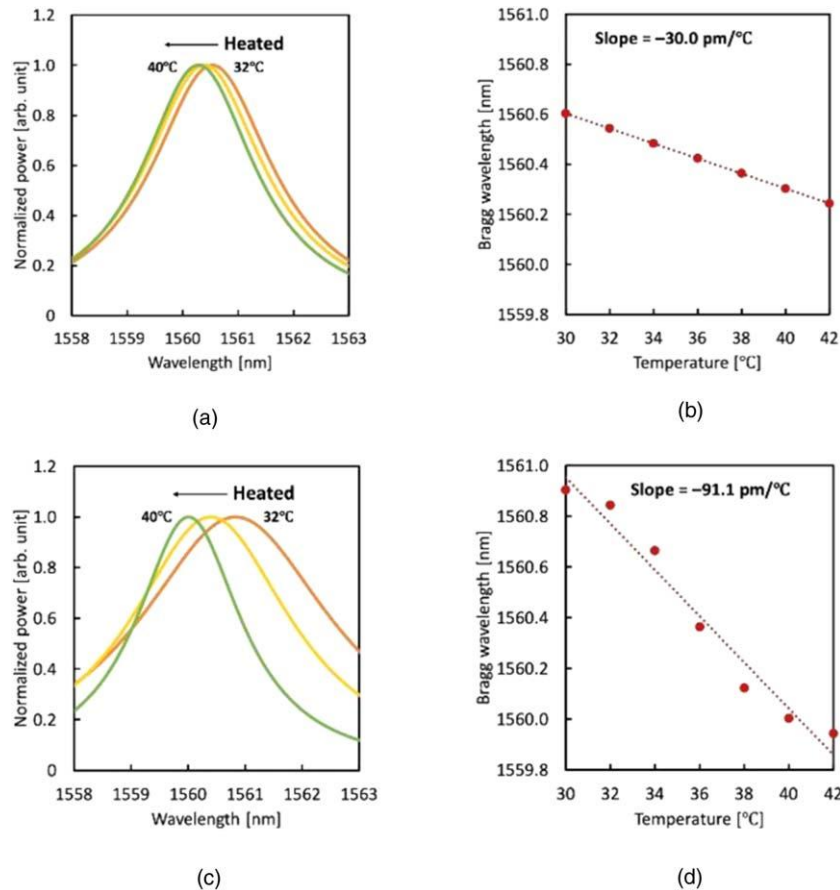 1.2
1.0
0.8
0.6
0.4
0.2
0
Normalized power [arb. unit]
Heated
40℃ 32℃
1558 1559 1560 1561 1562 1563
Wavelength [nm]
(a)
1561.0
1560.8
1560.6
1560.4
1560.2
1560.0
1559.8
Bragg wavelength [nm]
Slope = –30.0 pm/℃
30 32 34 36 38 40 42
Temperature [℃]
(b)
1.2
1.0
0.8
0.6
0.4
0.2
0
Normalized power [arb. unit]
Heated
40℃ 32℃
1558 1559 1560 1561 1562 1563
Wavelength [nm]
(c)
1561.0
1560.8
1560.6
1560.4
1560.2
1560.0
1559.8
Bragg wavelength [nm]
Slope = –91.1 pm/℃
30 32 34 36 38 40 42
Temperature [℃]
(d)